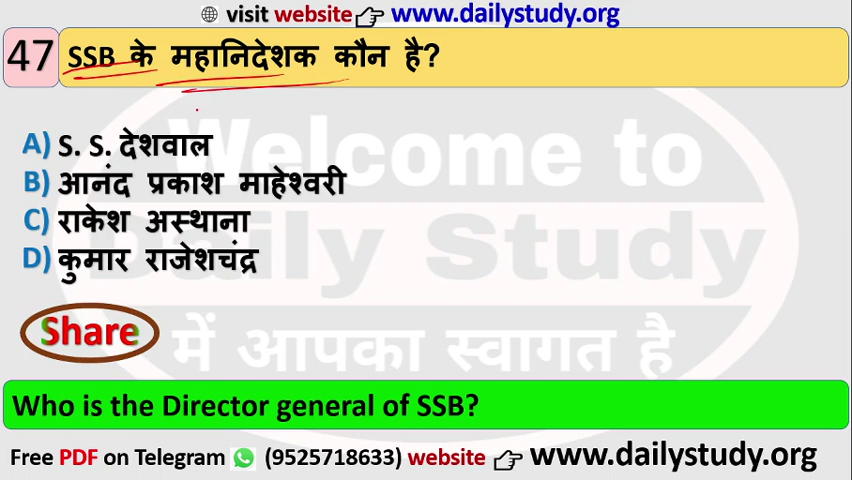 visit website www.dailystudy.org
47 SSB के महानिदेशक कौन है?
A) S. S. देशवाल
B) आनंद प्रकाश माहेश्वरी
C) राकेश अस्थाना
D) कुमार राजेशचंद्र
Welcome to
Daily Study
में आपका स्वागत है
Share
Who is the Director general of SSB?
Free PDF on Telegram (9525718633) website www.dailystudy.org